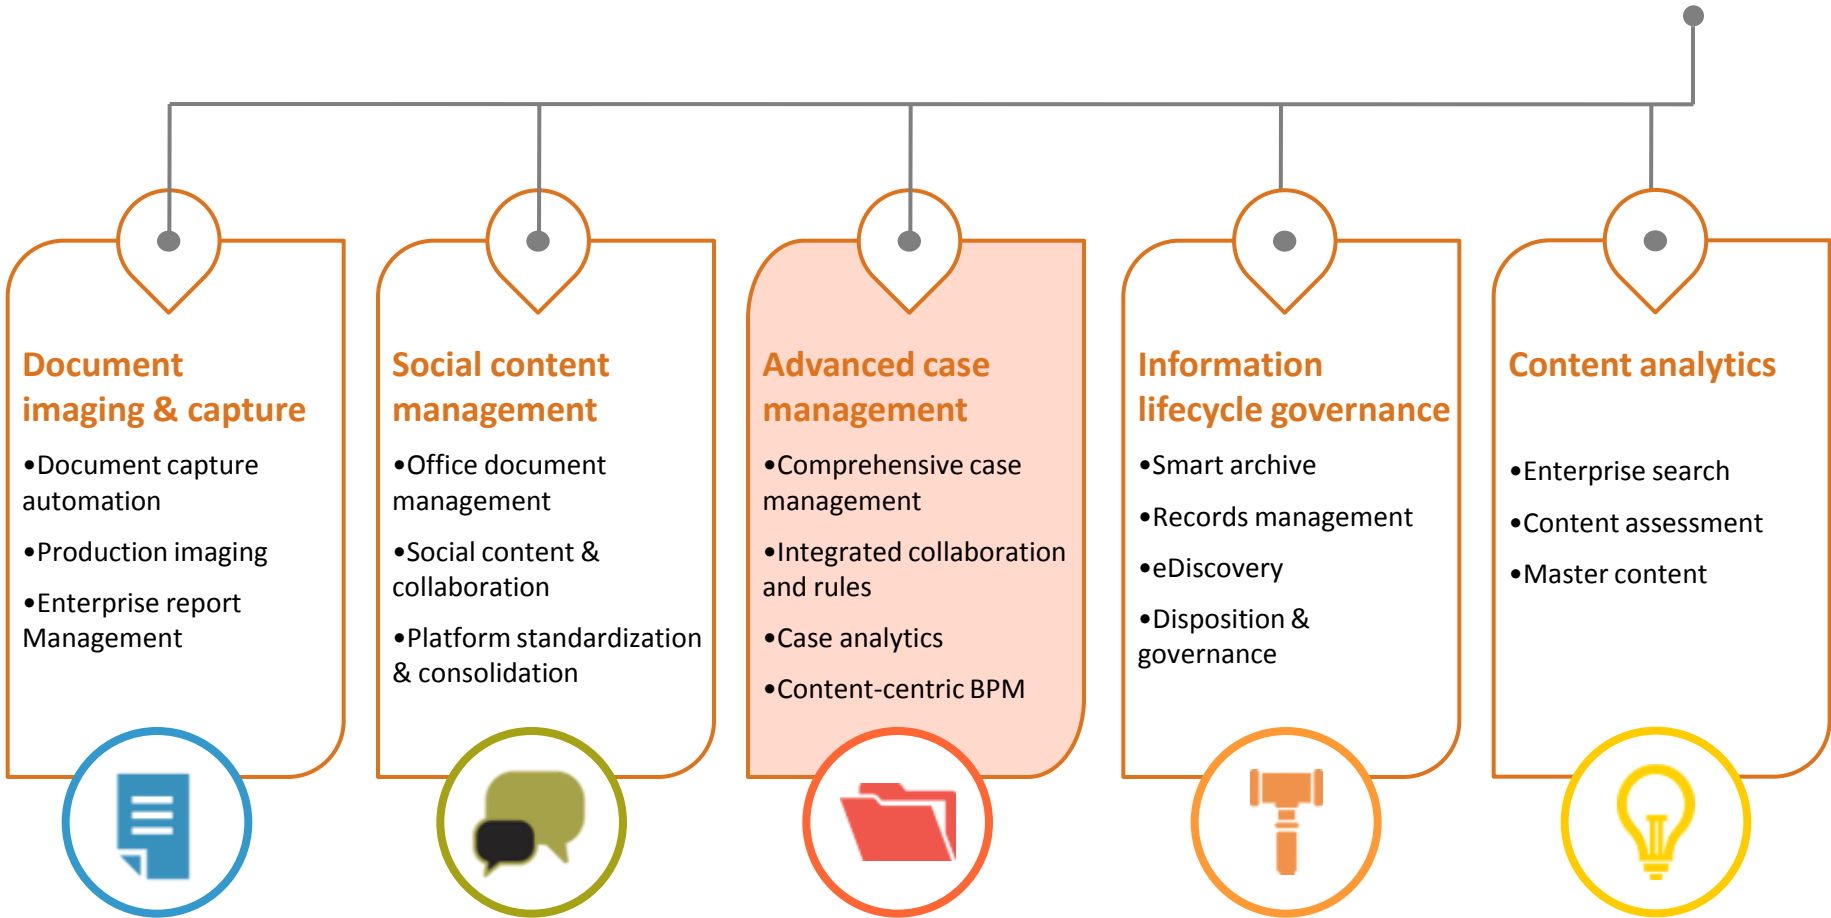 Document
imaging & capture
•Document capture
automation
•Production imaging
•Enterprise report
Management
Social content
management
•Office document
management
•Social content &
collaboration
•Platform standardization
& consolidation
Advanced case
management
•Comprehensive case
management
•Integrated collaboration
and rules
•Case analytics
•Content-centric BPM
Information
lifecycle governance
•Smart archive
•Records management
•eDiscovery
•Disposition &
governance
Content analytics
•Enterprise search
•Content assessment
•Master content